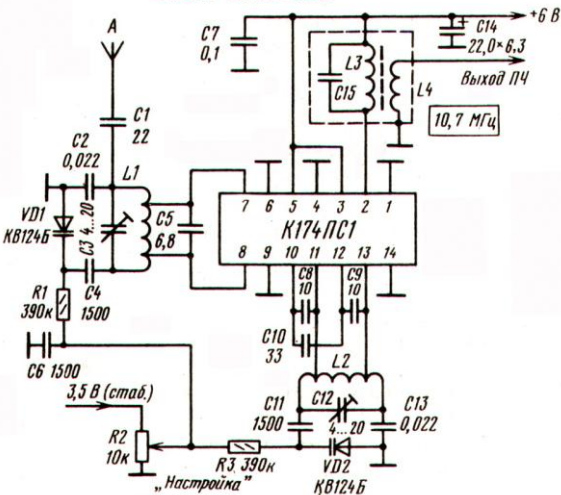 A
C7
0,1
+6 В
C14
22,0×6,3
L3
L4
C15
Выход ПЧ
10,7 МГц
C1
22
C2
0,022
L1
VD1
КВ124Б
C3 4...20
C5
6,8
C4
1500
R1
390к
C6 1500
7 6 5 4 3 2 1
К174ПС1
8 9 10 11 12 13 14
C8
10
C9
10
C10
33
L2
C11
1500
C12
4...20
C13
0,022
3,5 В (стаб.)
R2
10к
R3 390к
VD2
КВ124Б
„Настройка"